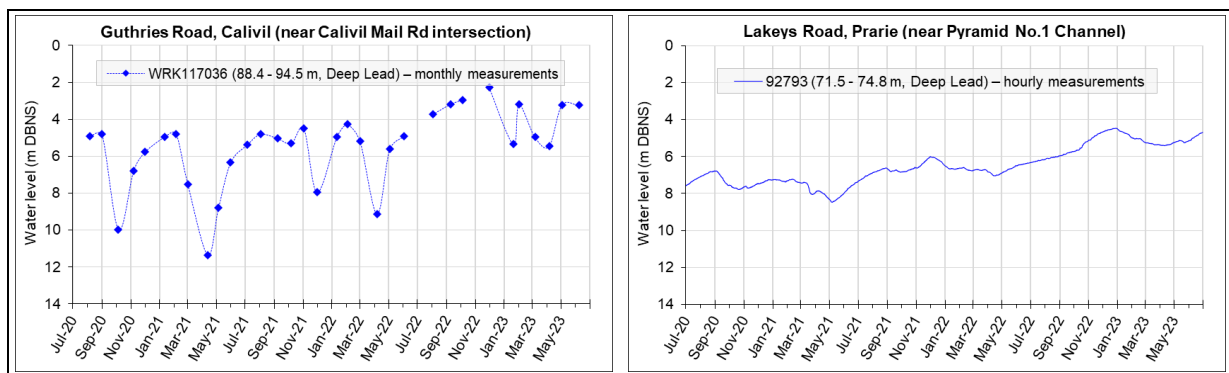 Guthries Road, Calivil (near Calivil Mail Rd intersection)
WRK117036 (88.4 - 94.5 m, Deep Lead) – monthly measurements
Water level (m DBNS)
0
2
4
6
8
10
12
14
Jul-20
Sep-20
Nov-20
Jan-21
Mar-21
May-21
Jul-21
Sep-21
Nov-21
Jan-22
Mar-22
May-22
Jul-22
Sep-22
Nov-22
Jan-23
Mar-23
May-23
Lakeys Road, Prarie (near Pyramid No.1 Channel)
92793 (71.5 - 74.8 m, Deep Lead) – hourly measurements
Water level (m DBNS)
0
2
4
6
8
10
12
14
Jul-20
Sep-20
Nov-20
Jan-21
Mar-21
May-21
Jul-21
Sep-21
Nov-21
Jan-22
Mar-22
May-22
Jul-22
Sep-22
Nov-22
Jan-23
Mar-23
May-23